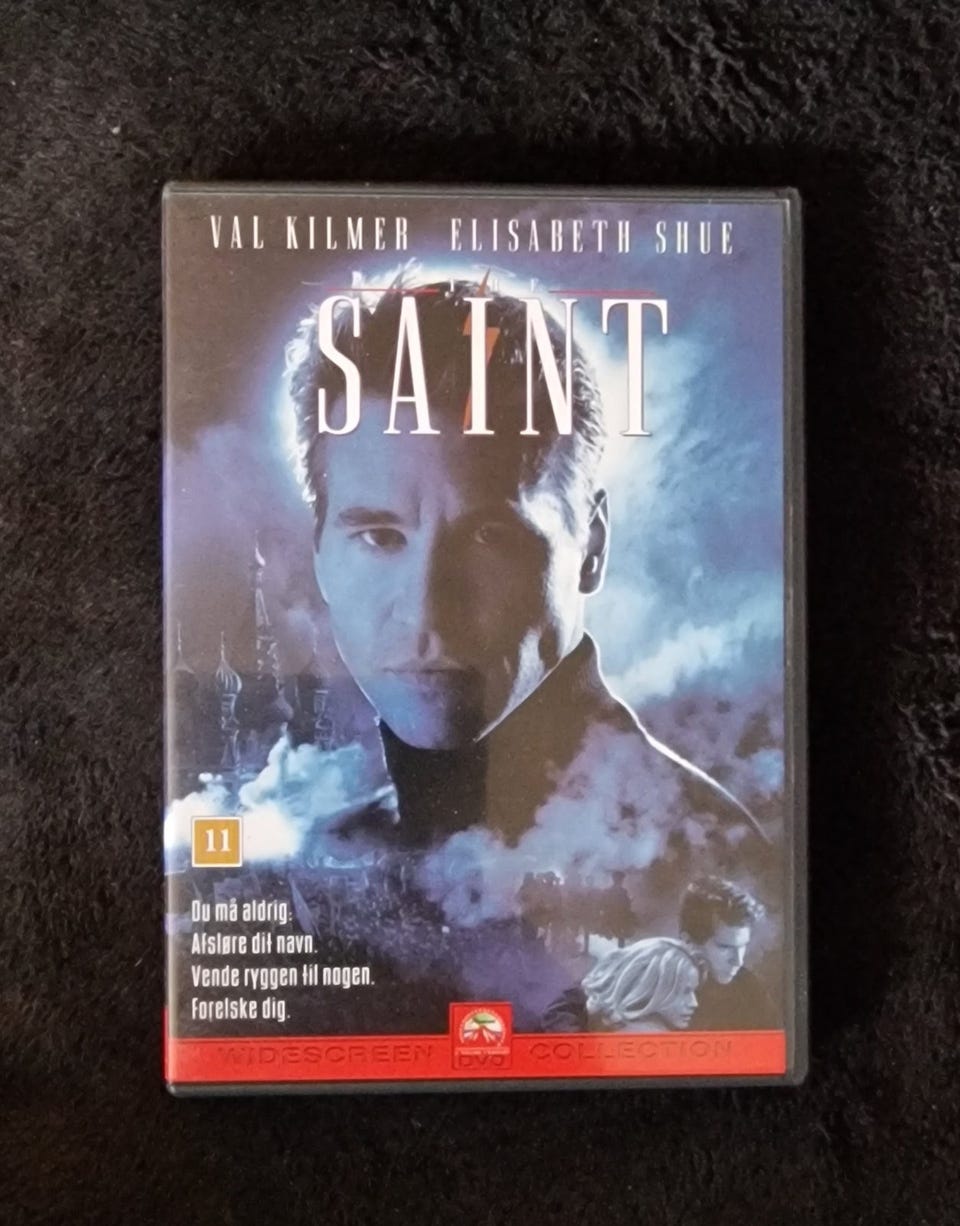 VAL KILMER ELISABETH SHUE
THE
SAINT
11
Du må aldrig:
Afsløre dit navn.
Vende ryggen til nogen.
Forelske dig.
WIDESCREEN DVD COLLECTION